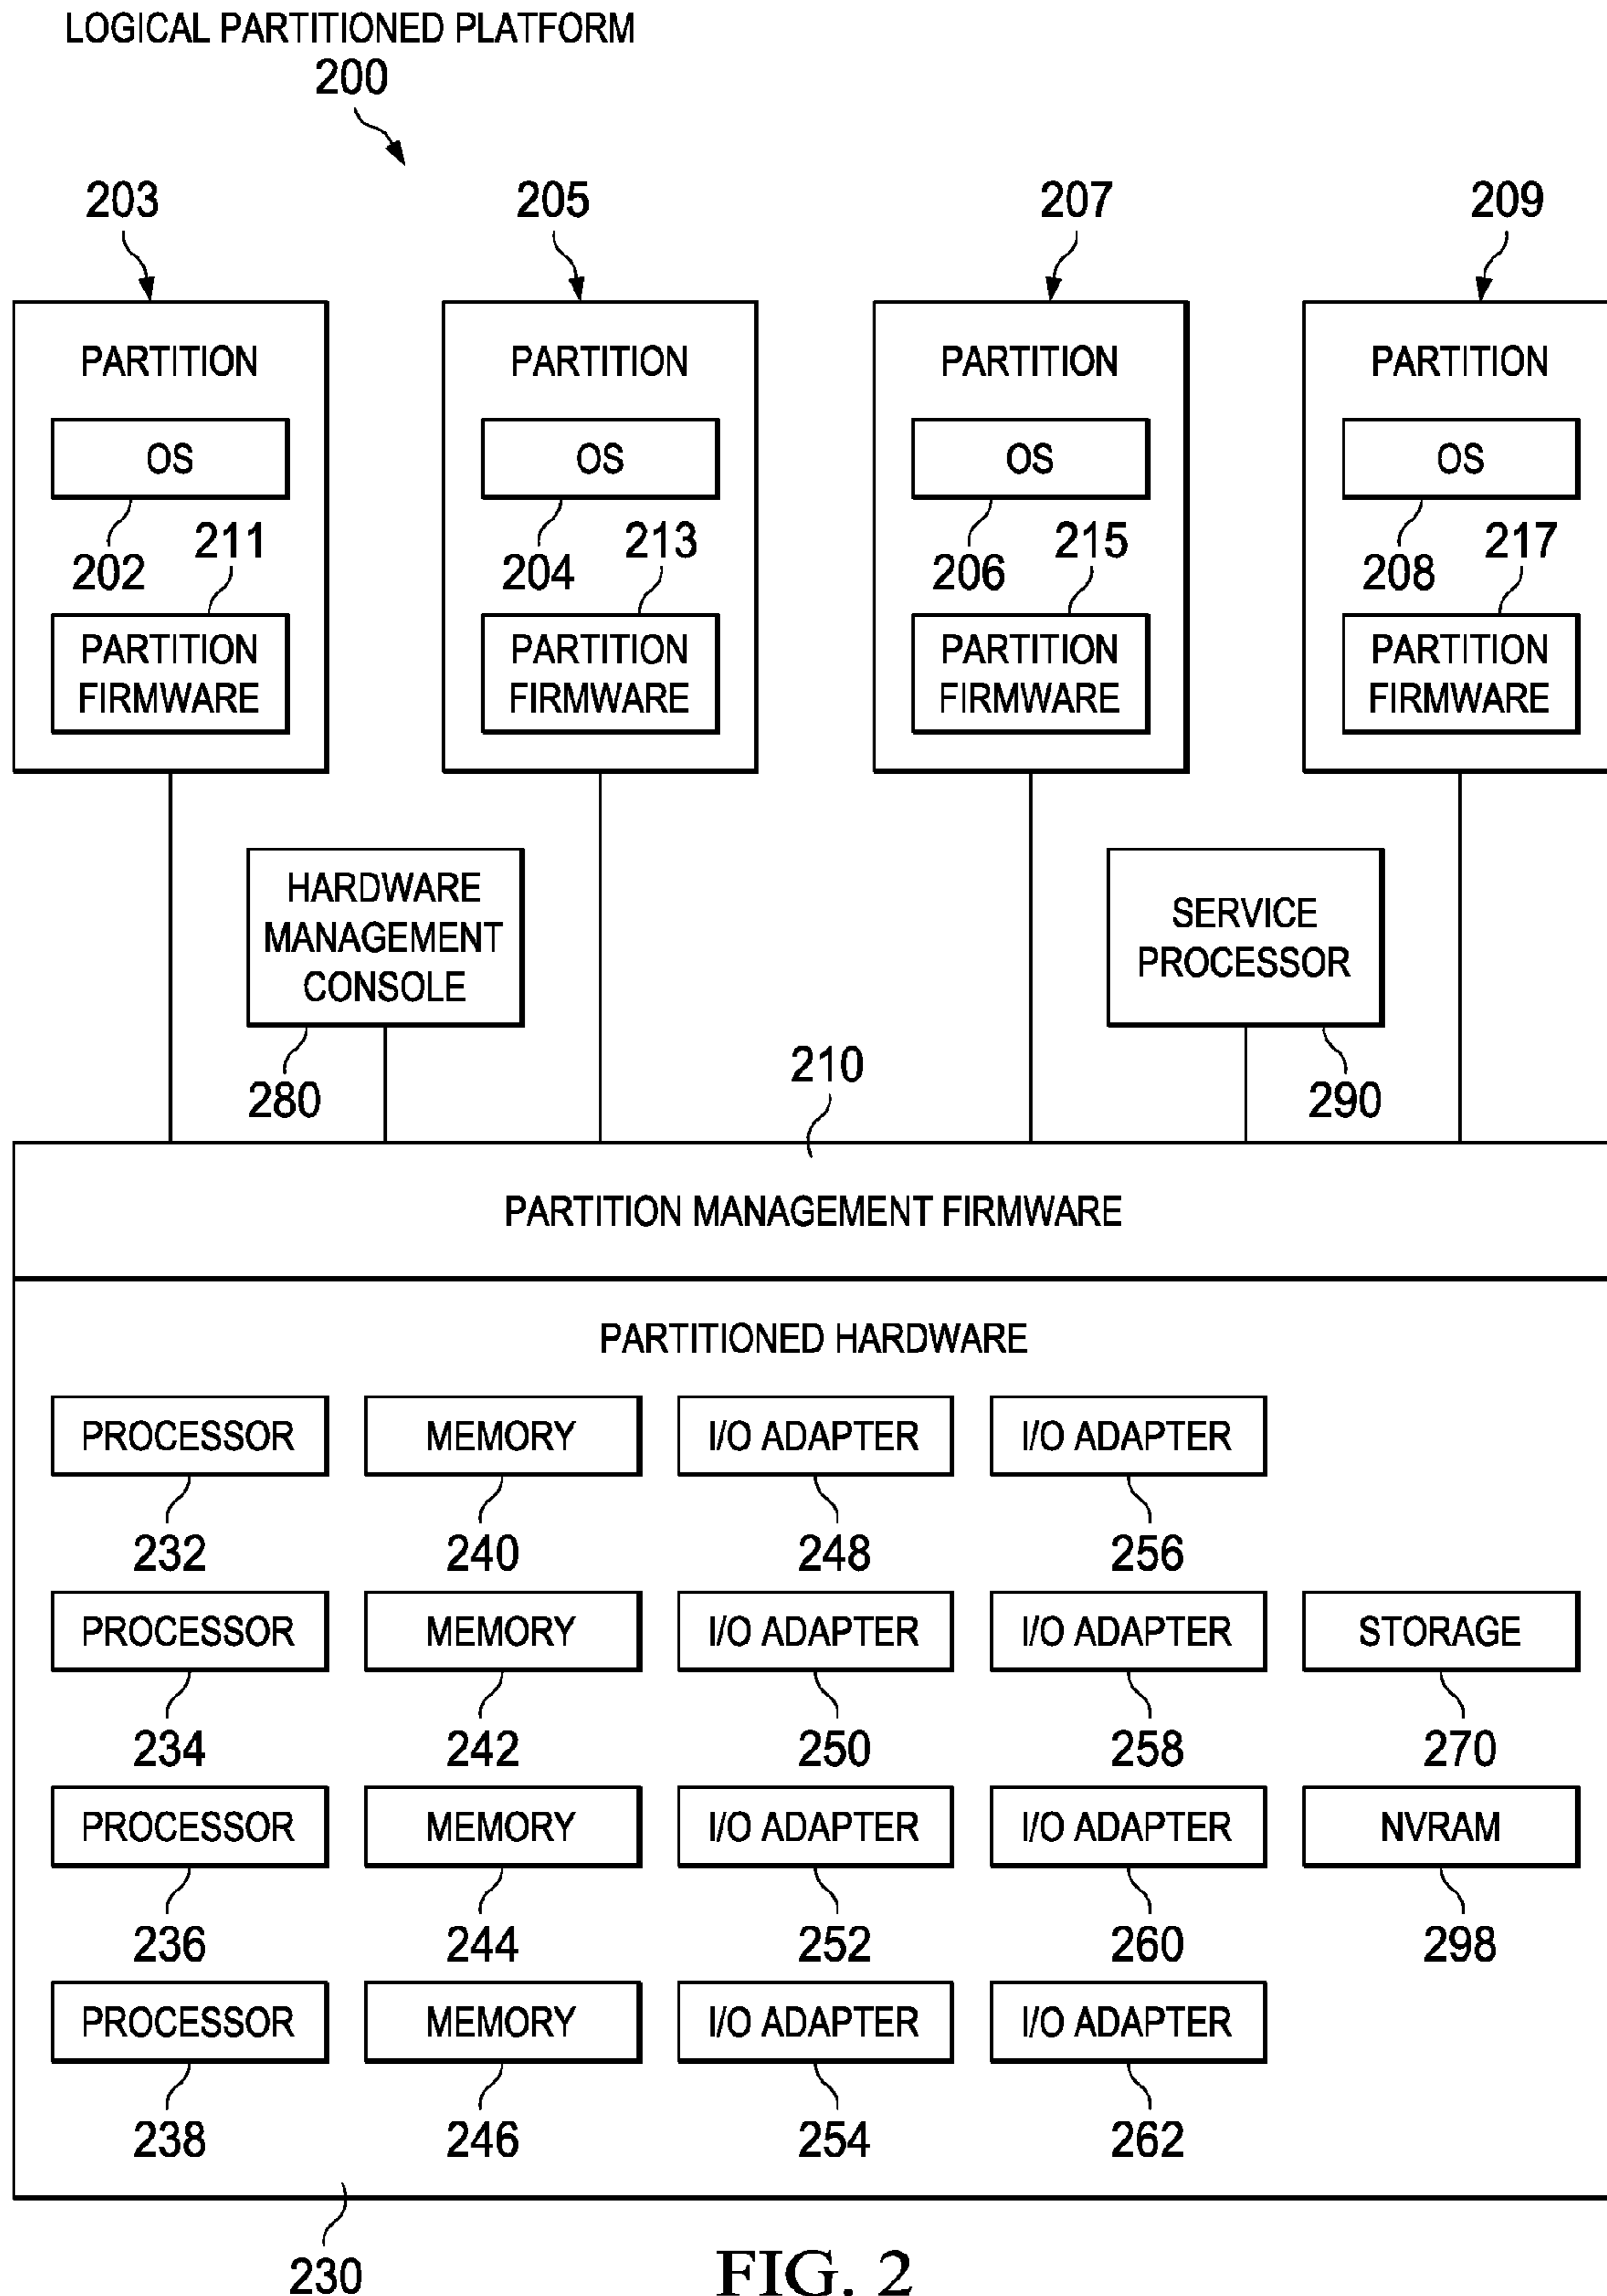 LOGICAL PARTITIONED PLATFORM
200
203 205 207 209
PARTITION PARTITION PARTITION PARTITION
OS OS OS OS
211 213 215 217
202 204 206 208
PARTITION PARTITION PARTITION PARTITION
FIRMWARE FIRMWARE FIRMWARE FIRMWARE
HARDWARE
MANAGEMENT
CONSOLE
SERVICE
PROCESSOR
210
280 290
PARTITION MANAGEMENT FIRMWARE
PARTITIONED HARDWARE
PROCESSOR MEMORY I/O ADAPTER I/O ADAPTER
232 240 248 256
PROCESSOR MEMORY I/O ADAPTER I/O ADAPTER STORAGE
234 242 250 258 270
PROCESSOR MEMORY I/O ADAPTER I/O ADAPTER NVRAM
236 244 252 260 298
PROCESSOR MEMORY I/O ADAPTER I/O ADAPTER
238 246 254 262
230
FIG. 2